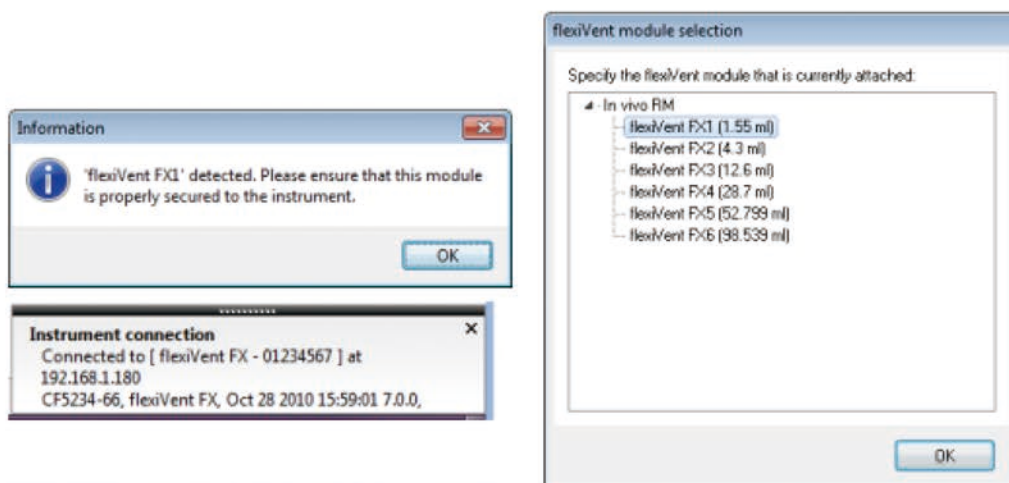 Information
'flexiVent FX1' detected. Please ensure that this module
is properly secured to the instrument.
OK
Instrument connection
Connected to [ flexiVent FX - 01234567 ] at
192.168.1.180
CF5234-66, flexiVent FX, Oct 28 2010 15:59:01 7.0.0,
flexiVent module selection
Specify the flexiVent module that is currently attached:
In vivo RM
flexiVent FX1 (1.55 ml)
flexiVent FX2 (4.3 ml)
flexiVent FX3 (12.6 ml)
flexiVent FX4 (28.7 ml)
flexiVent FX5 (52.799 ml)
flexiVent FX6 (98.539 ml)
OK